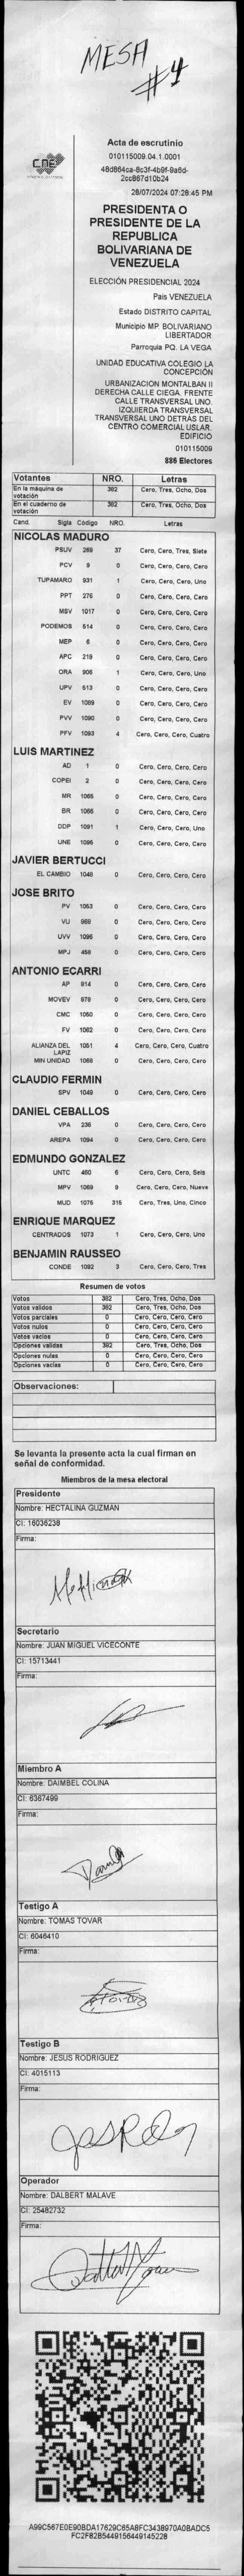 MESA
#4
CNE
Acta de escrutinio
010115009.04.1.0001
2cc867d10b24
28/07/2024 07:28:45 PM
PRESIDENTA O
PRESIDENTE DE LA
REPUBLICA
BOLIVARIANA DE
VENEZUELA
ELECCIÓN PRESIDENCIAL 2024
País VENEZUELA
Estado DISTRITO CAPITAL
Municipio MP. BOLIVARIANO
LIBERTADOR
Parroquia PQ. LA VEGA
UNIDAD EDUCATIVA COLEGIO LA
CONCEPCIÓN
URBANIZACIÓN MONTALBAN II
DERECHA CALLE CIEGA. FRENTE
CALLE TRANSVERSAL UNO.
IZQUIERDA TRANSVERSAL
TRANSVERSAL UNO DETRAS DEL
CENTRO COMERCIAL USLAR.
EDIFICIO
010115009
886 Electores
Votantes NRO. Letras
En la máquina de votación 382 Cero, Tres, Ocho, Dos
En el cuaderno de votación 382 Cero, Tres, Ocho, Dos
Cand. Sigla Código NRO. Letras
NICOLAS MADURO
PSUV 269 37 Cero, Cero, Tres, Siete
PCV 9 0 Cero, Cero, Cero, Cero
TUPAMARO 931 1 Cero, Cero, Cero, Uno
PPT 276 0 Cero, Cero, Cero, Cero
MSV 1017 0 Cero, Cero, Cero, Cero
PODEMOS 514 0 Cero, Cero, Cero, Cero
MEP 6 0 Cero, Cero, Cero, Cero
APC 219 0 Cero, Cero, Cero, Cero
ORA 906 1 Cero, Cero, Cero, Uno
UPV 513 0 Cero, Cero, Cero, Cero
EV 1089 0 Cero, Cero, Cero, Cero
PVV 1090 0 Cero, Cero, Cero, Cero
PFV 1093 4 Cero, Cero, Cero, Cuatro
LUIS MARTINEZ
AD 1 0 Cero, Cero, Cero, Cero
COPEI 2 0 Cero, Cero, Cero, Cero
MR 1065 0 Cero, Cero, Cero, Cero
BR 1066 0 Cero, Cero, Cero, Cero
DDP 1091 1 Cero, Cero, Cero, Uno
UNE 1096 0 Cero, Cero, Cero, Cero
JAVIER BERTUCCI
EL CAMBIO 1048 0 Cero, Cero, Cero, Cero
JOSE BRITO
PV 1053 0 Cero, Cero, Cero, Cero
VU 969 0 Cero, Cero, Cero, Cero
UVV 1095 0 Cero, Cero, Cero, Cero
MPJ 458 0 Cero, Cero, Cero, Cero
ANTONIO ECARRI
AP 914 0 Cero, Cero, Cero, Cero
MOVEV 979 0 Cero, Cero, Cero, Cero
CMC 1050 0 Cero, Cero, Cero, Cero
FV 1062 0 Cero, Cero, Cero, Cero
ALIANZA DEL LAPIZ 1051 4 Cero, Cero, Cero, Cuatro
MIN UNIDAD 1068 0 Cero, Cero, Cero, Cero
CLAUDIO FERMIN
SPV 1049 0 Cero, Cero, Cero, Cero
DANIEL CEBALLOS
VPA 236 0 Cero, Cero, Cero, Cero
AREPA 1094 0 Cero, Cero, Cero, Cero
EDMUNDO GONZALEZ
UNTC 460 6 Cero, Cero, Cero, Seis
MPV 1069 9 Cero, Cero, Cero, Nueve
MUD 1075 315 Cero, Tres, Uno, Cinco
ENRIQUE MARQUEZ
CENTRADOS 1073 1 Cero, Cero, Cero, Uno
BENJAMIN RAUSSEO
CONDE 1092 3 Cero, Cero, Cero, Tres
Resumen de votos
Votos 382 Cero, Tres, Ocho, Dos
Votos validos 382 Cero, Tres, Ocho, Dos
Votos parciales 0 Cero, Cero, Cero, Cero
Votos nulos 0 Cero, Cero, Cero, Cero
Votos vacios 0 Cero, Cero, Cero, Cero
Opciones validas 382 Cero, Tres, Ocho, Dos
Opciones nulas 0 Cero, Cero, Cero, Cero
Opciones vacias 0 Cero, Cero, Cero, Cero
Observaciones:
Se levanta la presente acta la cual firman en
señal de conformidad.
Miembros de la mesa electoral
Presidente
Nombre: HECTALINA GUZMAN
CI: 16036238
Firma:
Secretario
Nombre: JUAN MIGUEL VICECONTE
CI: 15713441
Firma:
Miembro A
Nombre: DAIMBEL COLINA
CI: 6367499
Firma:
Testigo A
Nombre: TOMAS TOVAR
CI: 6046410
Firma:
Testigo B
Nombre: JESUS RODRIGUEZ
CI: 4015113
Firma:
Operador
Nombre: DALBERT MALAVE
CI: 25482732
Firma:
A99C567E0E90BDA17629C65A8FC3438970A0BADC5
FC2F82B5449156449145228